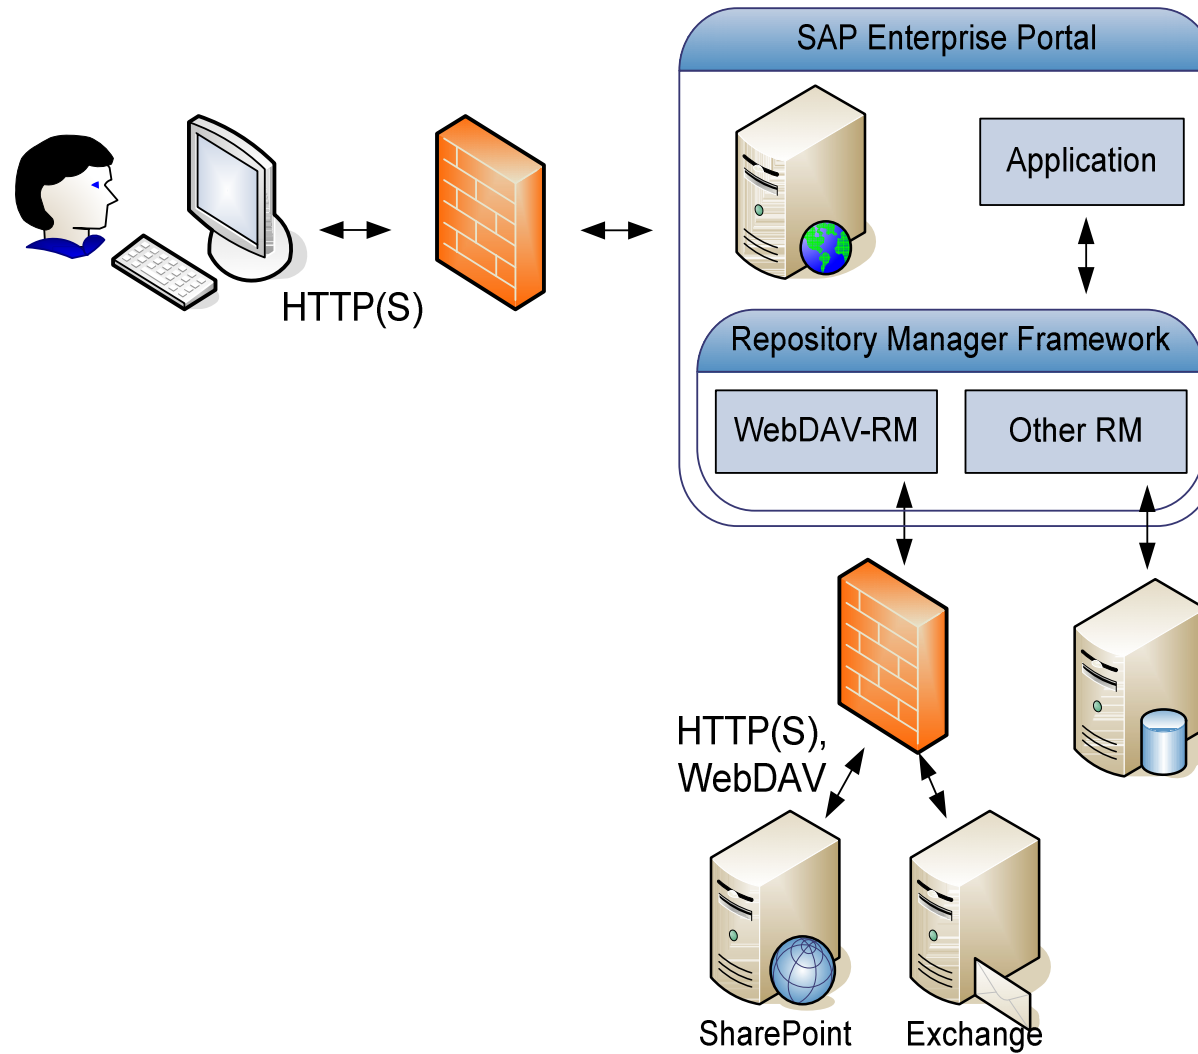 SAP Enterprise Portal
Application
HTTP(S)
Repository Manager Framework
WebDAV-RM
Other RM
HTTP(S),
WebDAV
SharePoint
Exchange